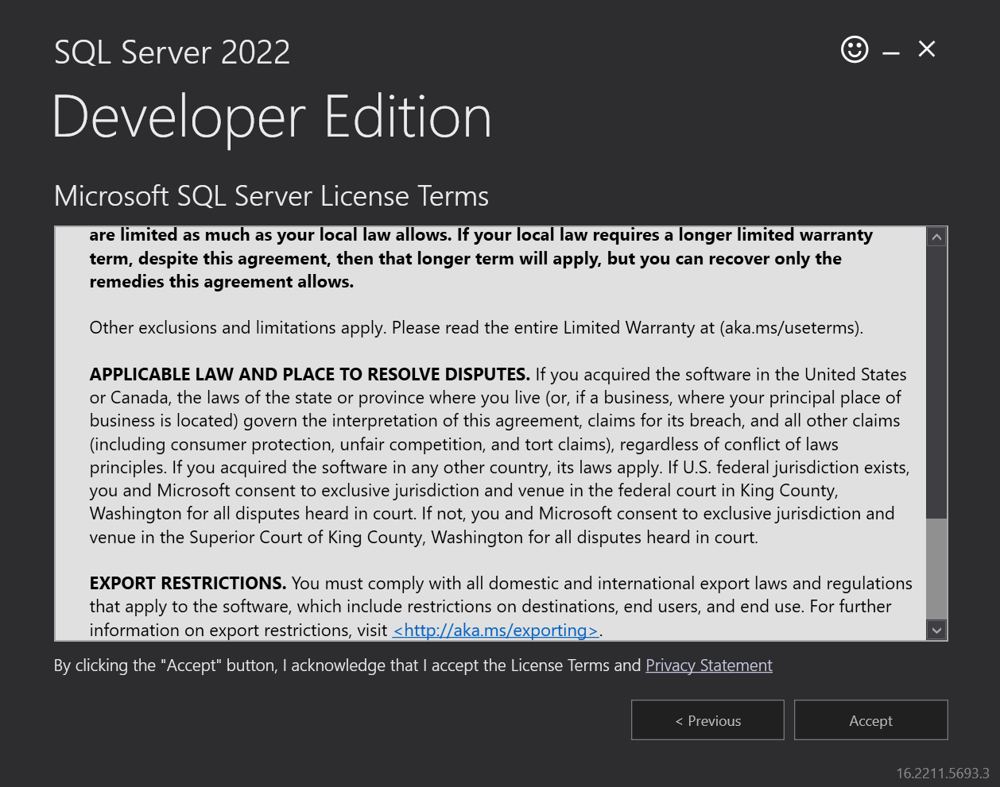 SQL Server 2022
Developer Edition
Microsoft SQL Server License Terms
are limited as much as your local law allows. If your local law requires a longer limited warranty
term, despite this agreement, then that longer term will apply, but you can recover only the
remedies this agreement allows.
Other exclusions and limitations apply. Please read the entire Limited Warranty at (aka.ms/useterms).
APPLICABLE LAW AND PLACE TO RESOLVE DISPUTES. If you acquired the software in the United States
or Canada, the laws of the state or province where you live (or, if a business, where your principal place of
business is located) govern the interpretation of this agreement, claims for its breach, and all other claims
(including consumer protection, unfair competition, and tort claims), regardless of conflict of laws
principles. If you acquired the software in any other country, its laws apply. If U.S. federal jurisdiction exists,
you and Microsoft consent to exclusive jurisdiction and venue in the federal court in King County,
Washington for all disputes heard in court. If not, you and Microsoft consent to exclusive jurisdiction and
venue in the Superior Court of King County, Washington for all disputes heard in court.
EXPORT RESTRICTIONS. You must comply with all domestic and international export laws and regulations
that apply to the software, which include restrictions on destinations, end users, and end use. For further
information on export restrictions, visit <http://aka.ms/exporting>.
By clicking the "Accept" button, I acknowledge that I accept the License Terms and Privacy Statement
< Previous
Accept
16.2211.5693.3